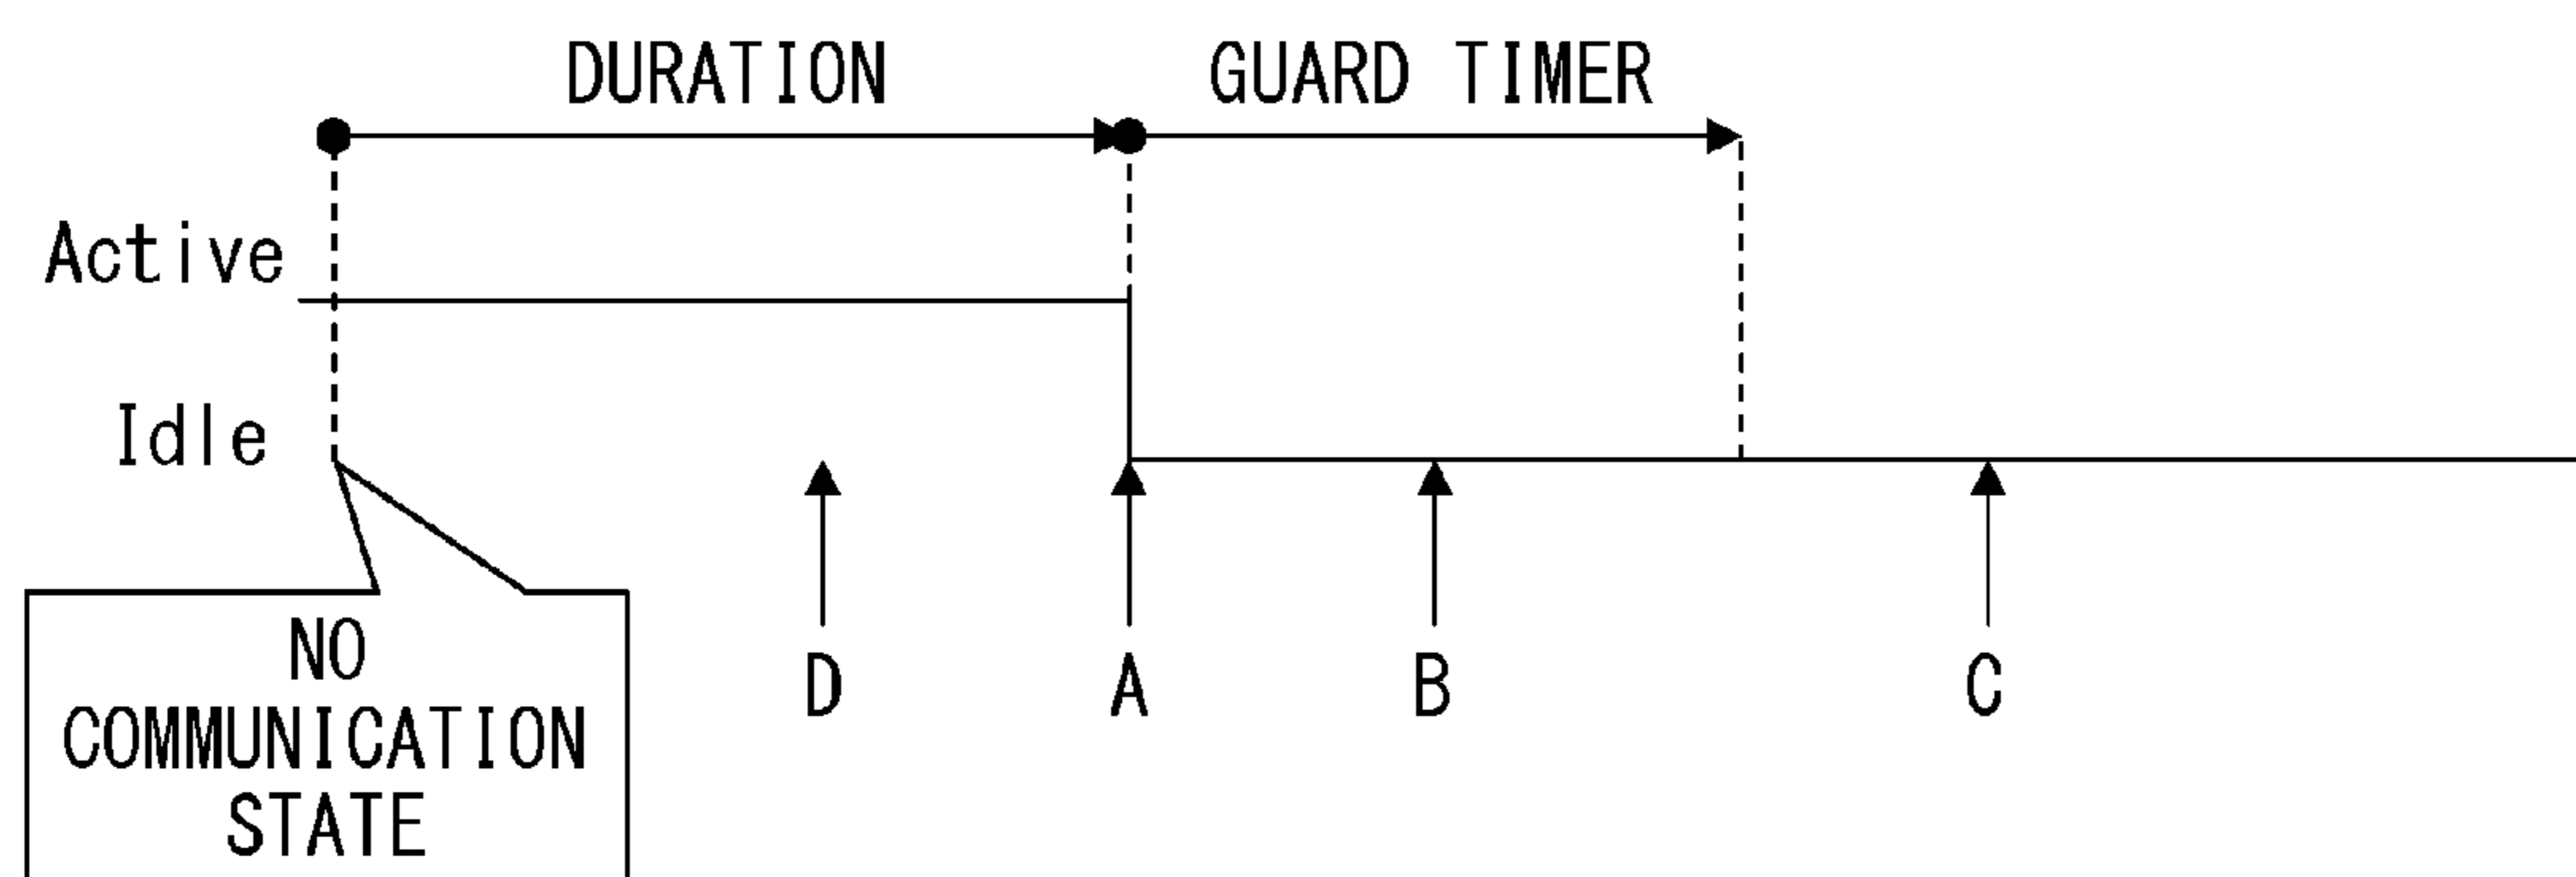 DURATION
GUARD TIMER
Active
Idle
D
A
B
C
NO
COMMUNICATION
STATE